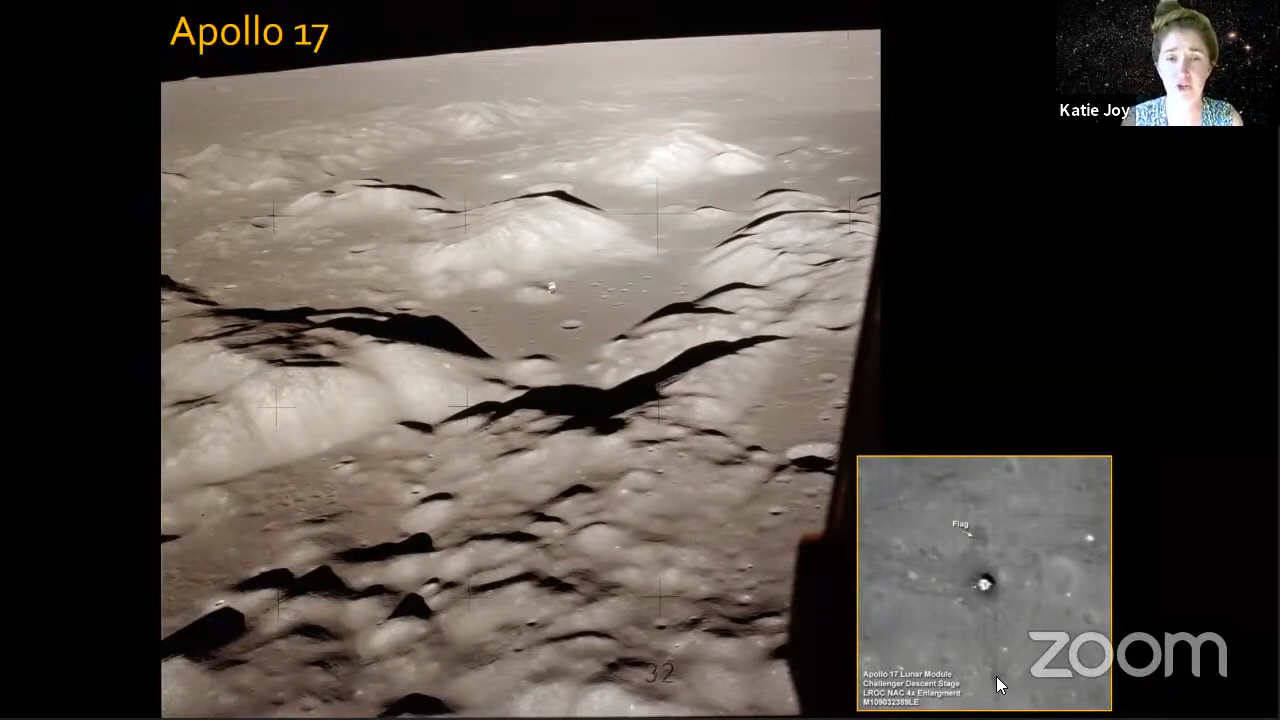 Apollo 17
Katie Joy
Flag
32
Apollo 17 Lunar Module
Challenger Descent Stage
LROC NAC 4x Enlargment
M109032389LE
zoom